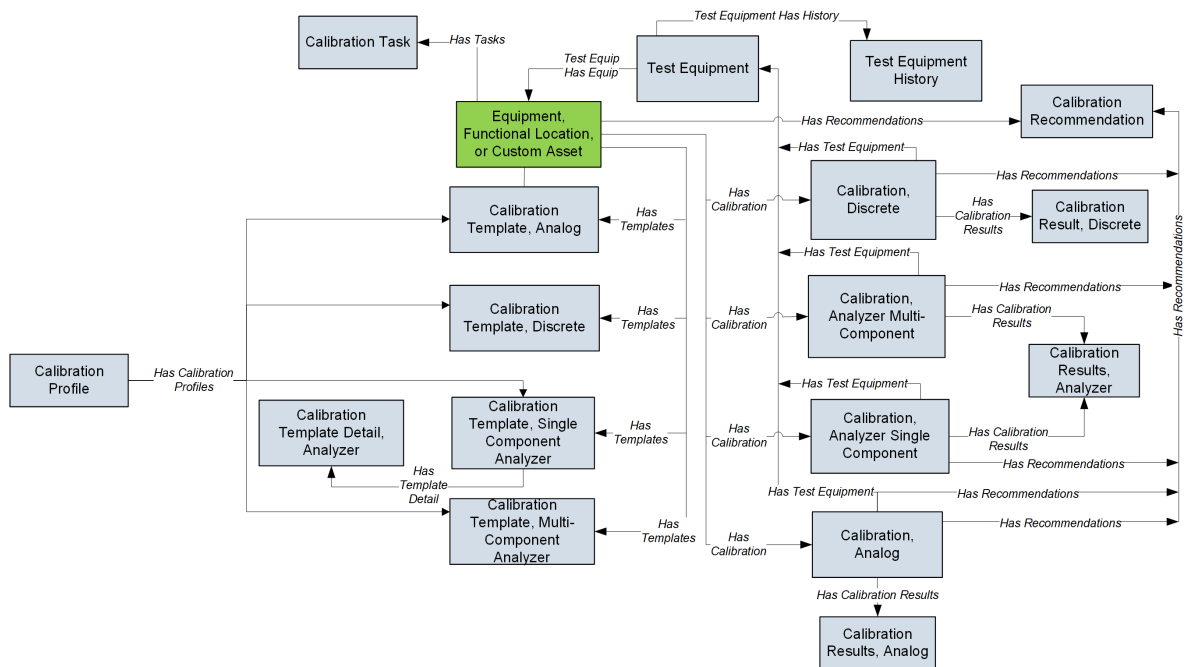 Test Equipment Has History
Calibration Task
Has Tasks
Test Equip
Has Equip
Test Equipment
Test Equipment
History
Equipment,
Functional Location,
or Custom Asset
Has Recommendations
Calibration
Recommendation
Has Test Equipment
Calibration
Template, Analog
Has
Templates
Has
Calibration
Calibration,
Discrete
Has Recommendations
Has
Calibration
Results
Calibration
Result, Discrete
Has Recommendations
Has Test Equipment
Calibration
Template, Discrete
Has
Templates
Has
Calibration
Calibration,
Analyzer Multi-
Component
Has Recommendations
Has Calibration
Results
Calibration
Results,
Analyzer
Calibration
Profile
Has Calibration
Profiles
Has Test Equipment
Calibration
Template Detail,
Analyzer
Calibration
Template, Single
Component
Analyzer
Has
Templates
Has
Calibration
Calibration,
Analyzer Single
Component
Has Calibration
Results
Has Recommendations
Has
Template
Detail
Has Test Equipment
Has Recommendations
Calibration
Template, Multi-
Component
Analyzer
Has
Templates
Has
Calibration
Calibration,
Analog
Has Recommendations
Has Calibration Results
Calibration
Results, Analog